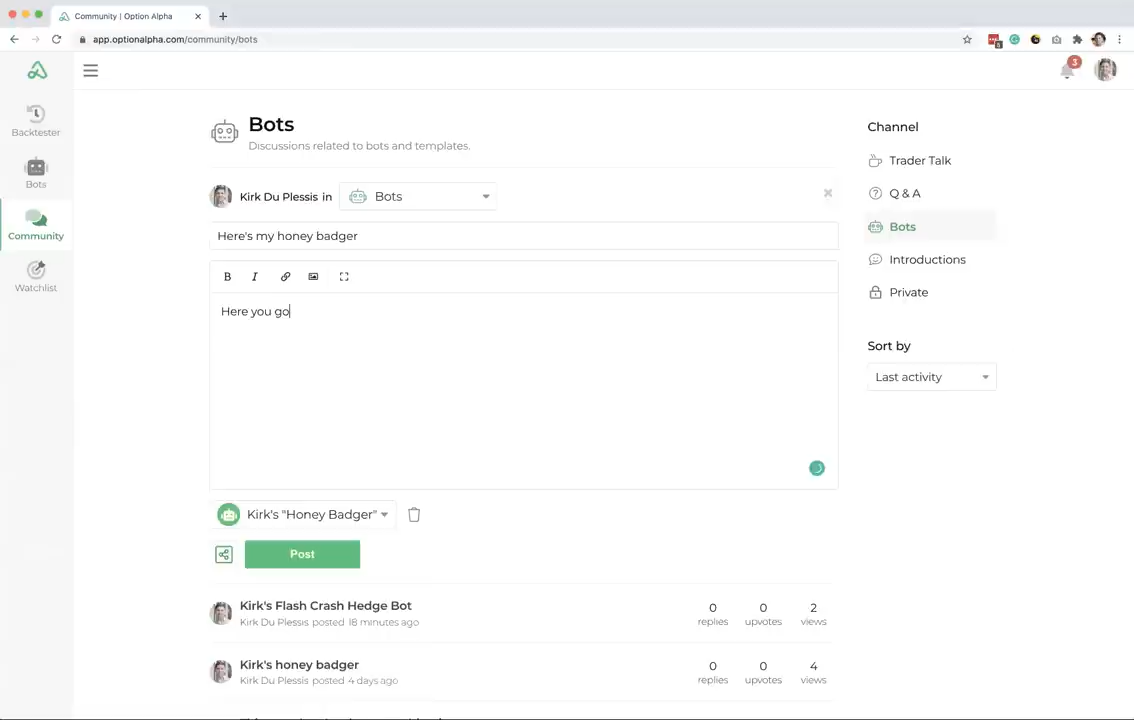 Community | Option Alpha
app.optionalpha.com/community/bots
3
3
Backtester
Bots
Community
Watchlist
Bots
Discussions related to bots and templates.
Kirk Du Plessis in
Bots
Here's my honey badger
B I
Here you go
Kirk's "Honey Badger"
Post
Kirk's Flash Crash Hedge Bot
Kirk Du Plessis posted 18 minutes ago
0 0 2
replies upvotes views
Kirk's honey badger
Kirk Du Plessis posted 4 days ago
0 0 4
replies upvotes views
Channel
Trader Talk
Q & A
Bots
Introductions
Private
Sort by
Last activity